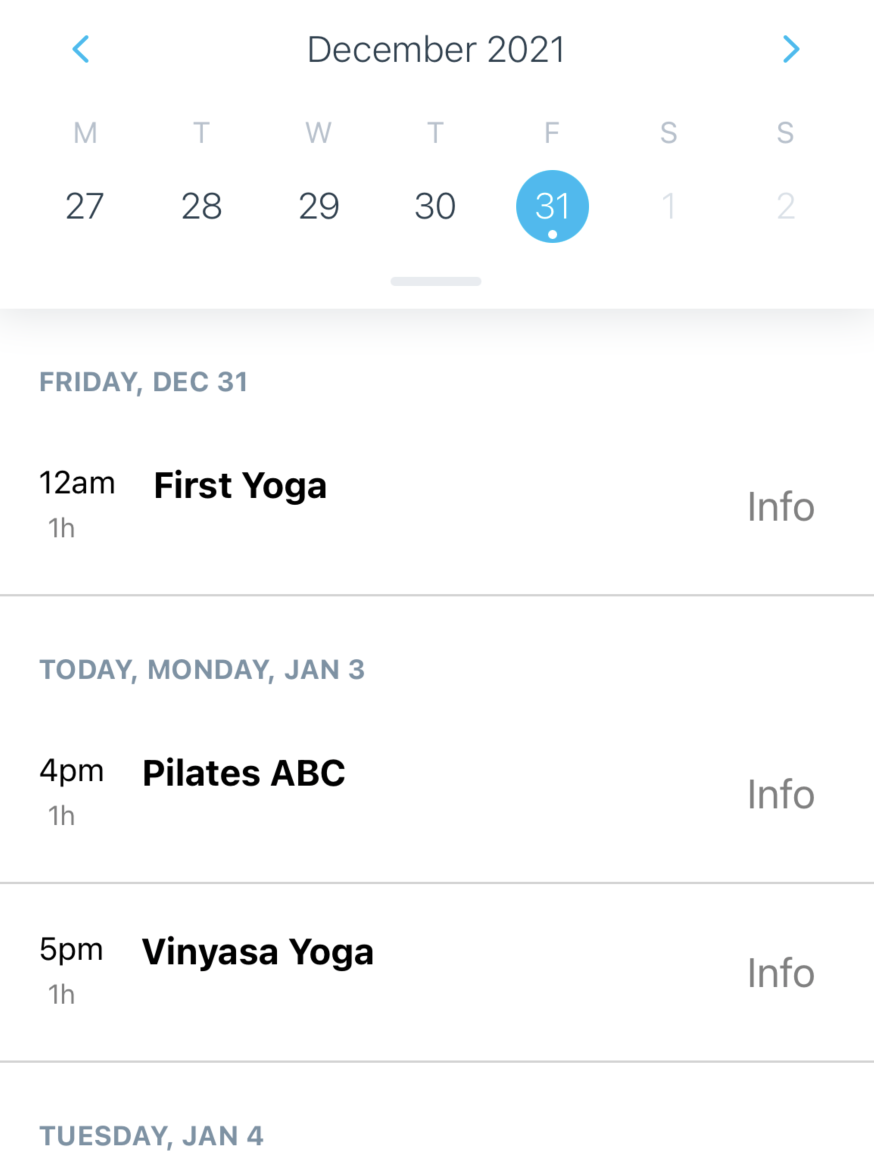 December 2021
M T W T F S S
27 28 29 30 31 1 2
FRIDAY, DEC 31
12am First Yoga
1h Info
TODAY, MONDAY, JAN 3
4pm Pilates ABC
1h Info
5pm Vinyasa Yoga
1h Info
TUESDAY, JAN 4